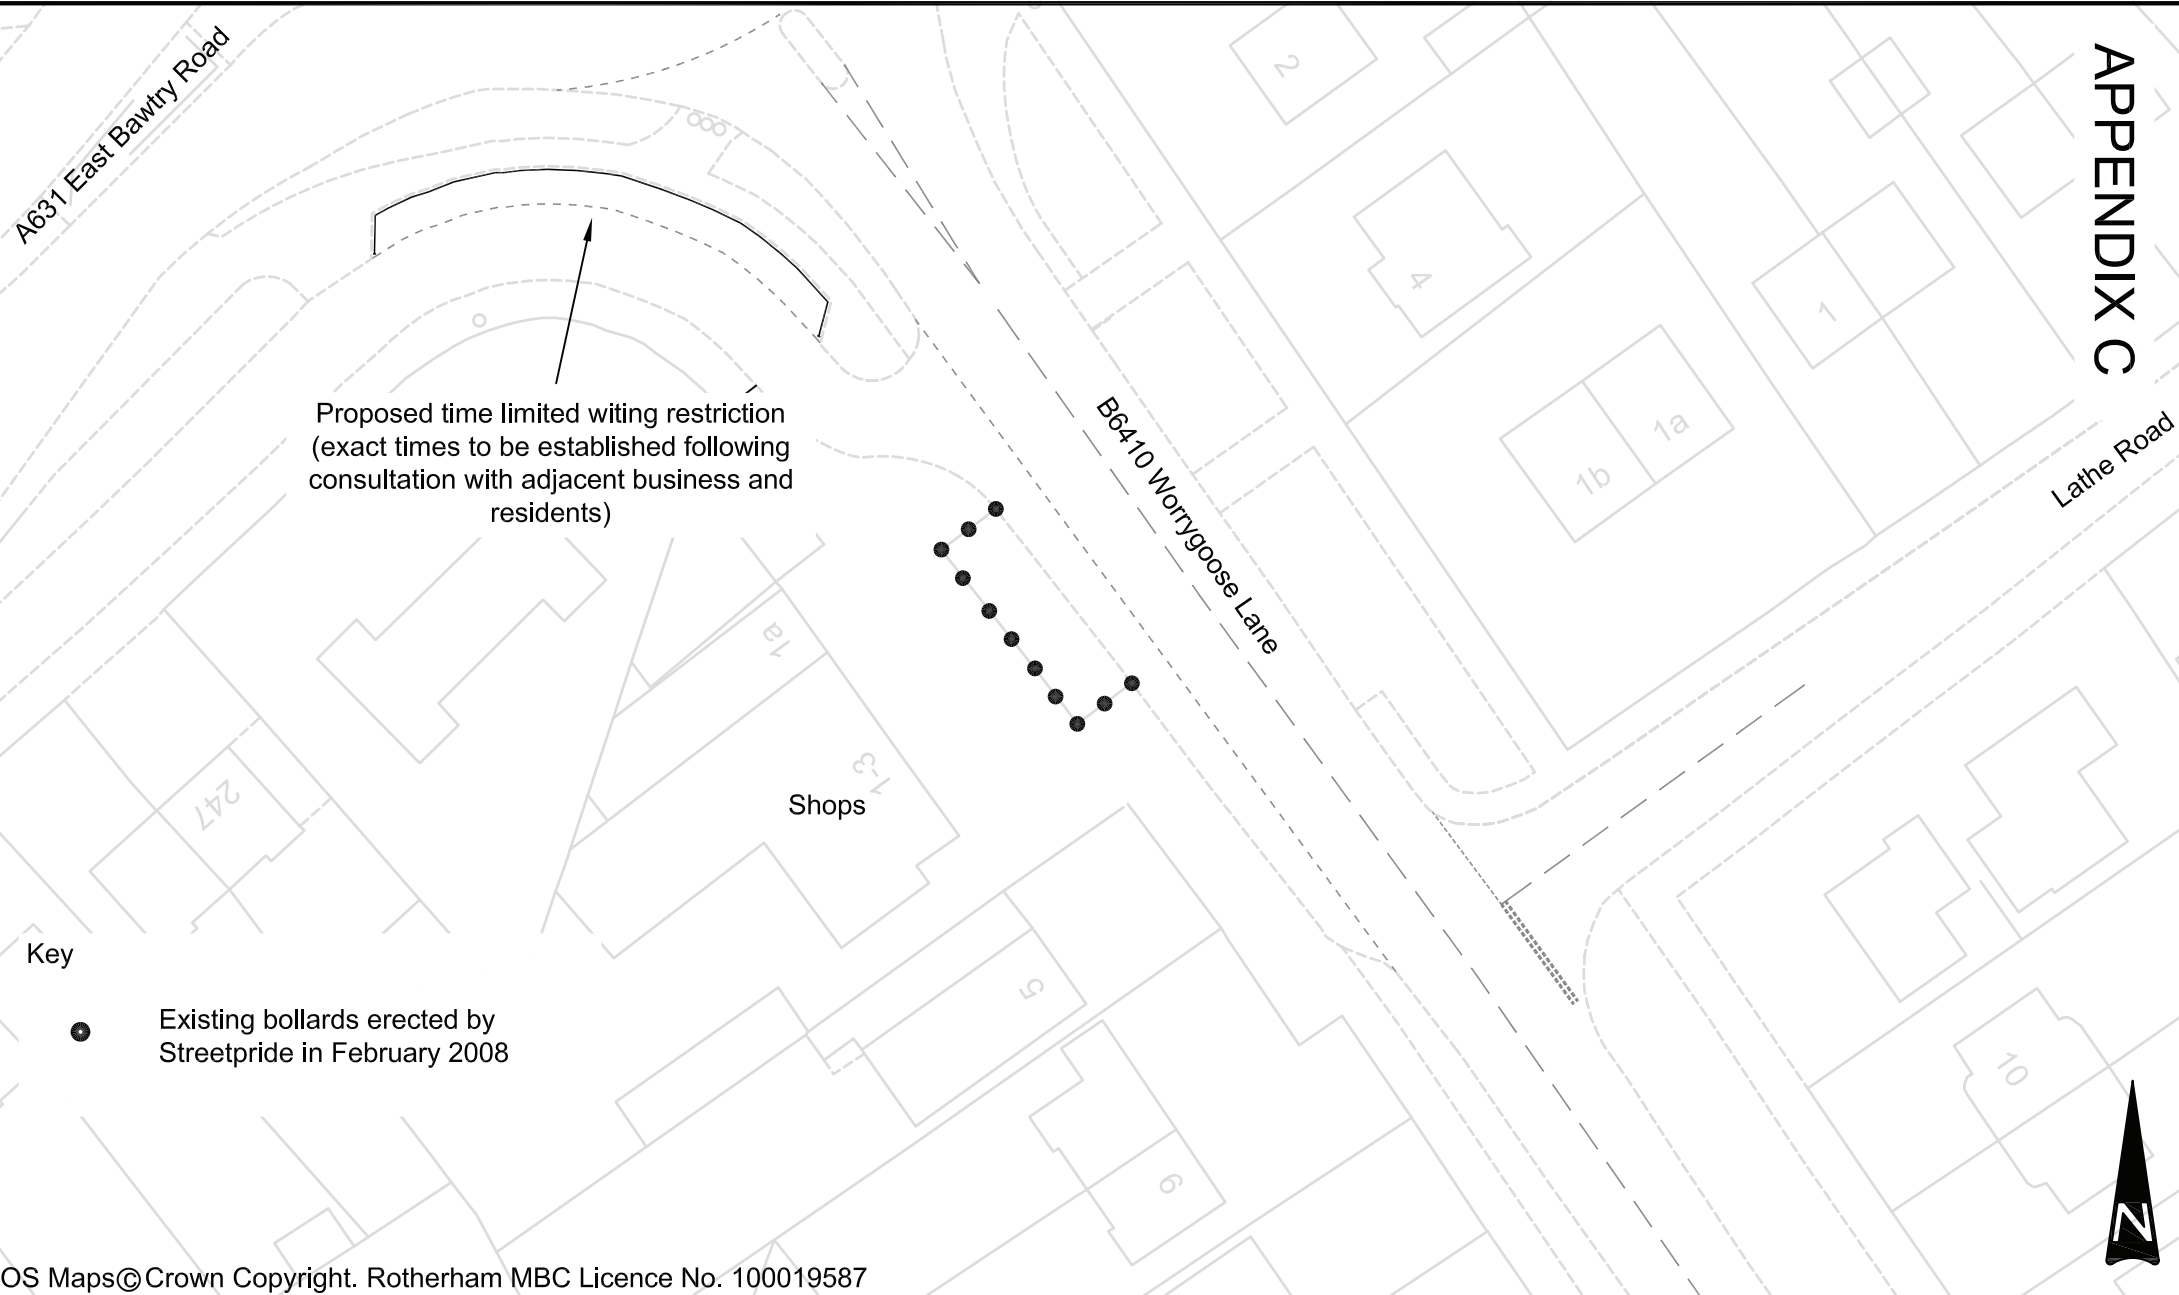 APPENDIX C
A631 East Bawtry Road
2
4
1
1a
1b
Lathe Road
B6410 Worrygoose Lane
Proposed time limited witing restriction
(exact times to be established following
consultation with adjacent business and
residents)
1a
1-3
Shops
247
5
10
Key
Existing bollards erected by
Streetpride in February 2008
N
OS Maps©Crown Copyright. Rotherham MBC Licence No. 100019587